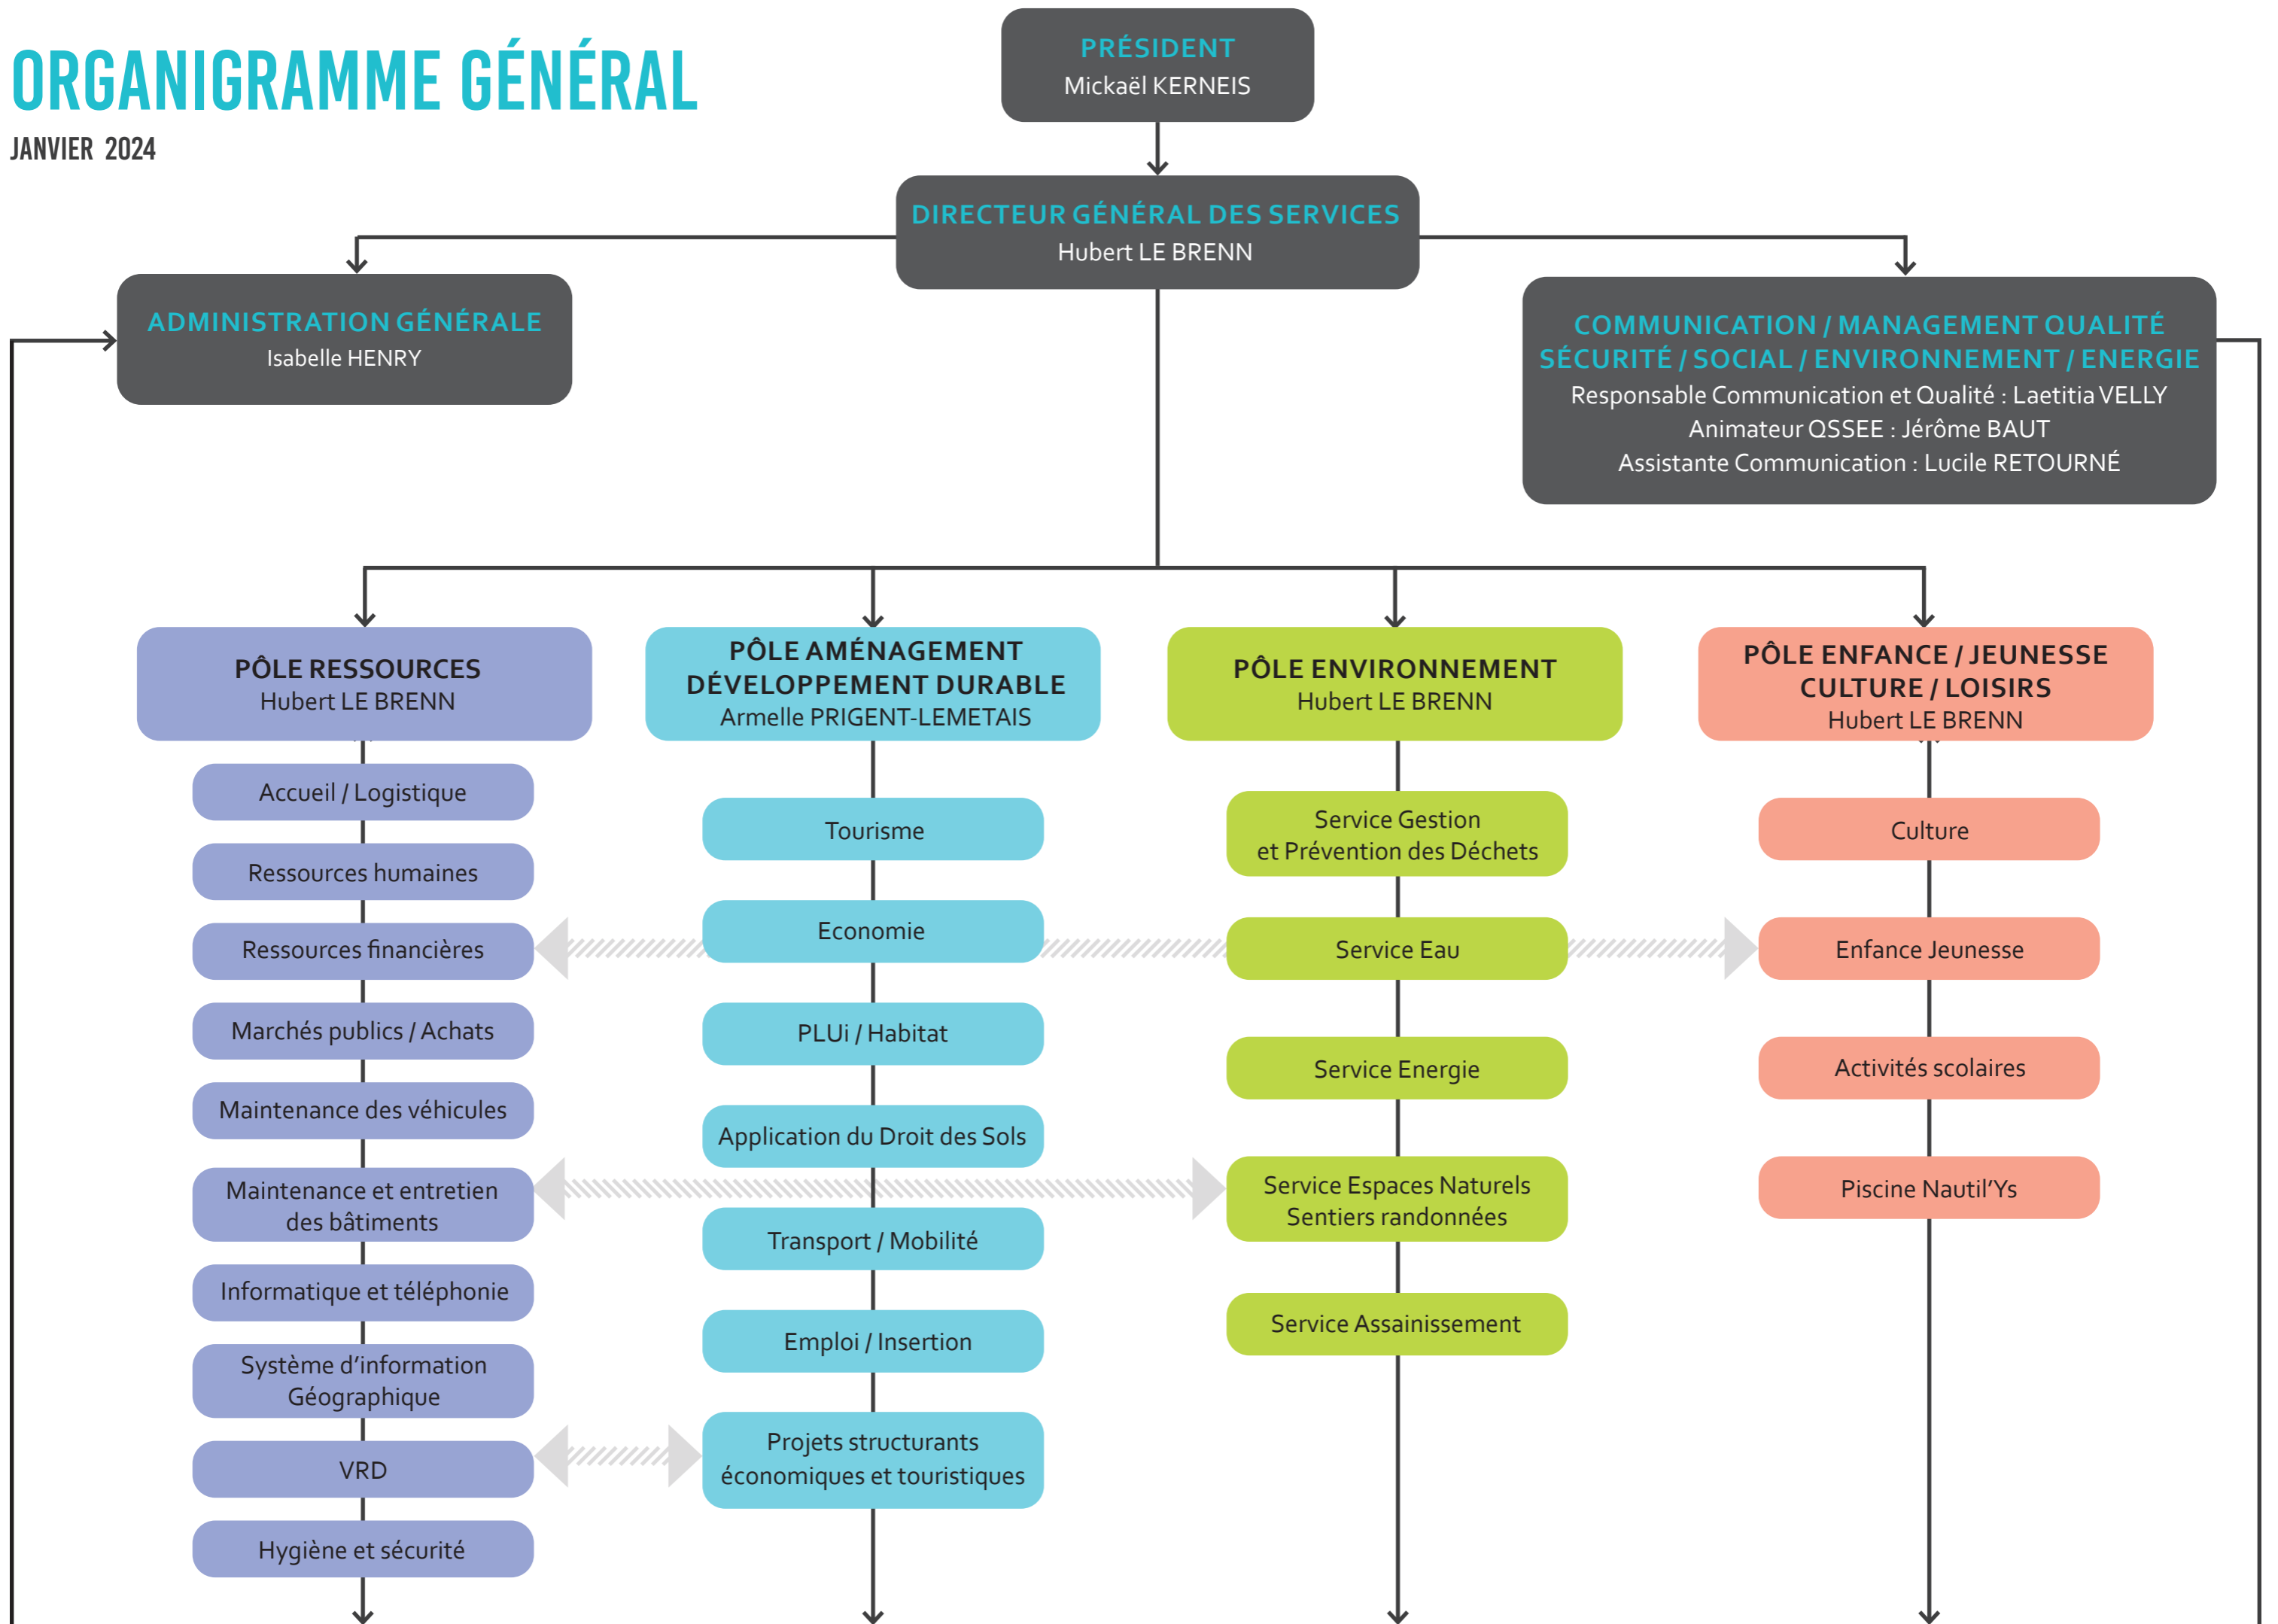 ORGANIGRAMME GÉNÉRAL
JANVIER 2024
PRÉSIDENT
Mickaël KERNEIS
DIRECTEUR GÉNÉRAL DES SERVICES
Hubert LE BRENN
ADMINISTRATION GÉNÉRALE
Isabelle HENRY
COMMUNICATION / MANAGEMENT QUALITÉ
SÉCURITÉ / SOCIAL / ENVIRONNEMENT / ENERGIE
Responsable Communication et Qualité : Laetitia VELLY
Animateur QSSEE : Jérôme BAUT
Assistante Communication : Lucile RETOURNÉ
PÔLE RESSOURCES
Hubert LE BRENN
Accueil / Logistique
Ressources humaines
Ressources financières
Marchés publics / Achats
Maintenance des véhicules
Maintenance et entretien
des bâtiments
Informatique et téléphonie
Système d'information
Géographique
VRD
Hygiène et sécurité
PÔLE AMÉNAGEMENT
DÉVELOPPEMENT DURABLE
Armelle PRIGENT-LEMETAIS
Tourisme
Economie
PLUi / Habitat
Application du Droit des Sols
Transport / Mobilité
Emploi / Insertion
Projets structurants
économiques et touristiques
PÔLE ENVIRONNEMENT
Hubert LE BRENN
Service Gestion
et Prévention des Déchets
Service Eau
Service Energie
Service Espaces Naturels
Sentiers randonnées
Service Assainissement
PÔLE ENFANCE / JEUNESSE
CULTURE / LOISIRS
Hubert LE BRENN
Culture
Enfance Jeunesse
Activités scolaires
Piscine Nautil'Ys